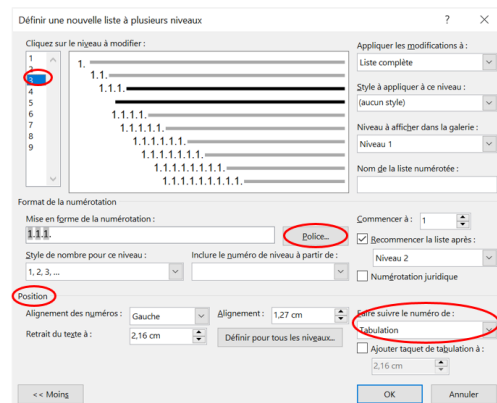 Définir une nouvelle liste à plusieurs niveaux ? ×
Cliquez sur le niveau à modifier :
1
2
3
4
5
6
7
8
9
1.
1.1.
1.1.1.
1.1.1.1.
1.1.1.1.1.
1.1.1.1.1.1.
1.1.1.1.1.1.1.
1.1.1.1.1.1.1.1.
1.1.1.1.1.1.1.1.1.
Appliquer les modifications à :
Liste complète
Style à appliquer à ce niveau :
(aucun style)
Niveau à afficher dans la galerie :
Niveau 1
Nom de la liste numérotée :
Format de la numérotation
Mise en forme de la numérotation :
1.1.1.
Police...
Style de nombre pour ce niveau :
1, 2, 3, ...
Inclure le numéro de niveau à partir de :
Commencer à : 1
Recommencer la liste après :
Niveau 2
Numérotation juridique
Position
Alignement des numéros : Gauche
Alignement : 1,27 cm
Retrait du texte à : 2,16 cm
Définir pour tous les niveaux...
Faire suivre le numéro de :
Tabulation
Ajouter taquet de tabulation à :
2,16 cm
<< Moins
OK
Annuler